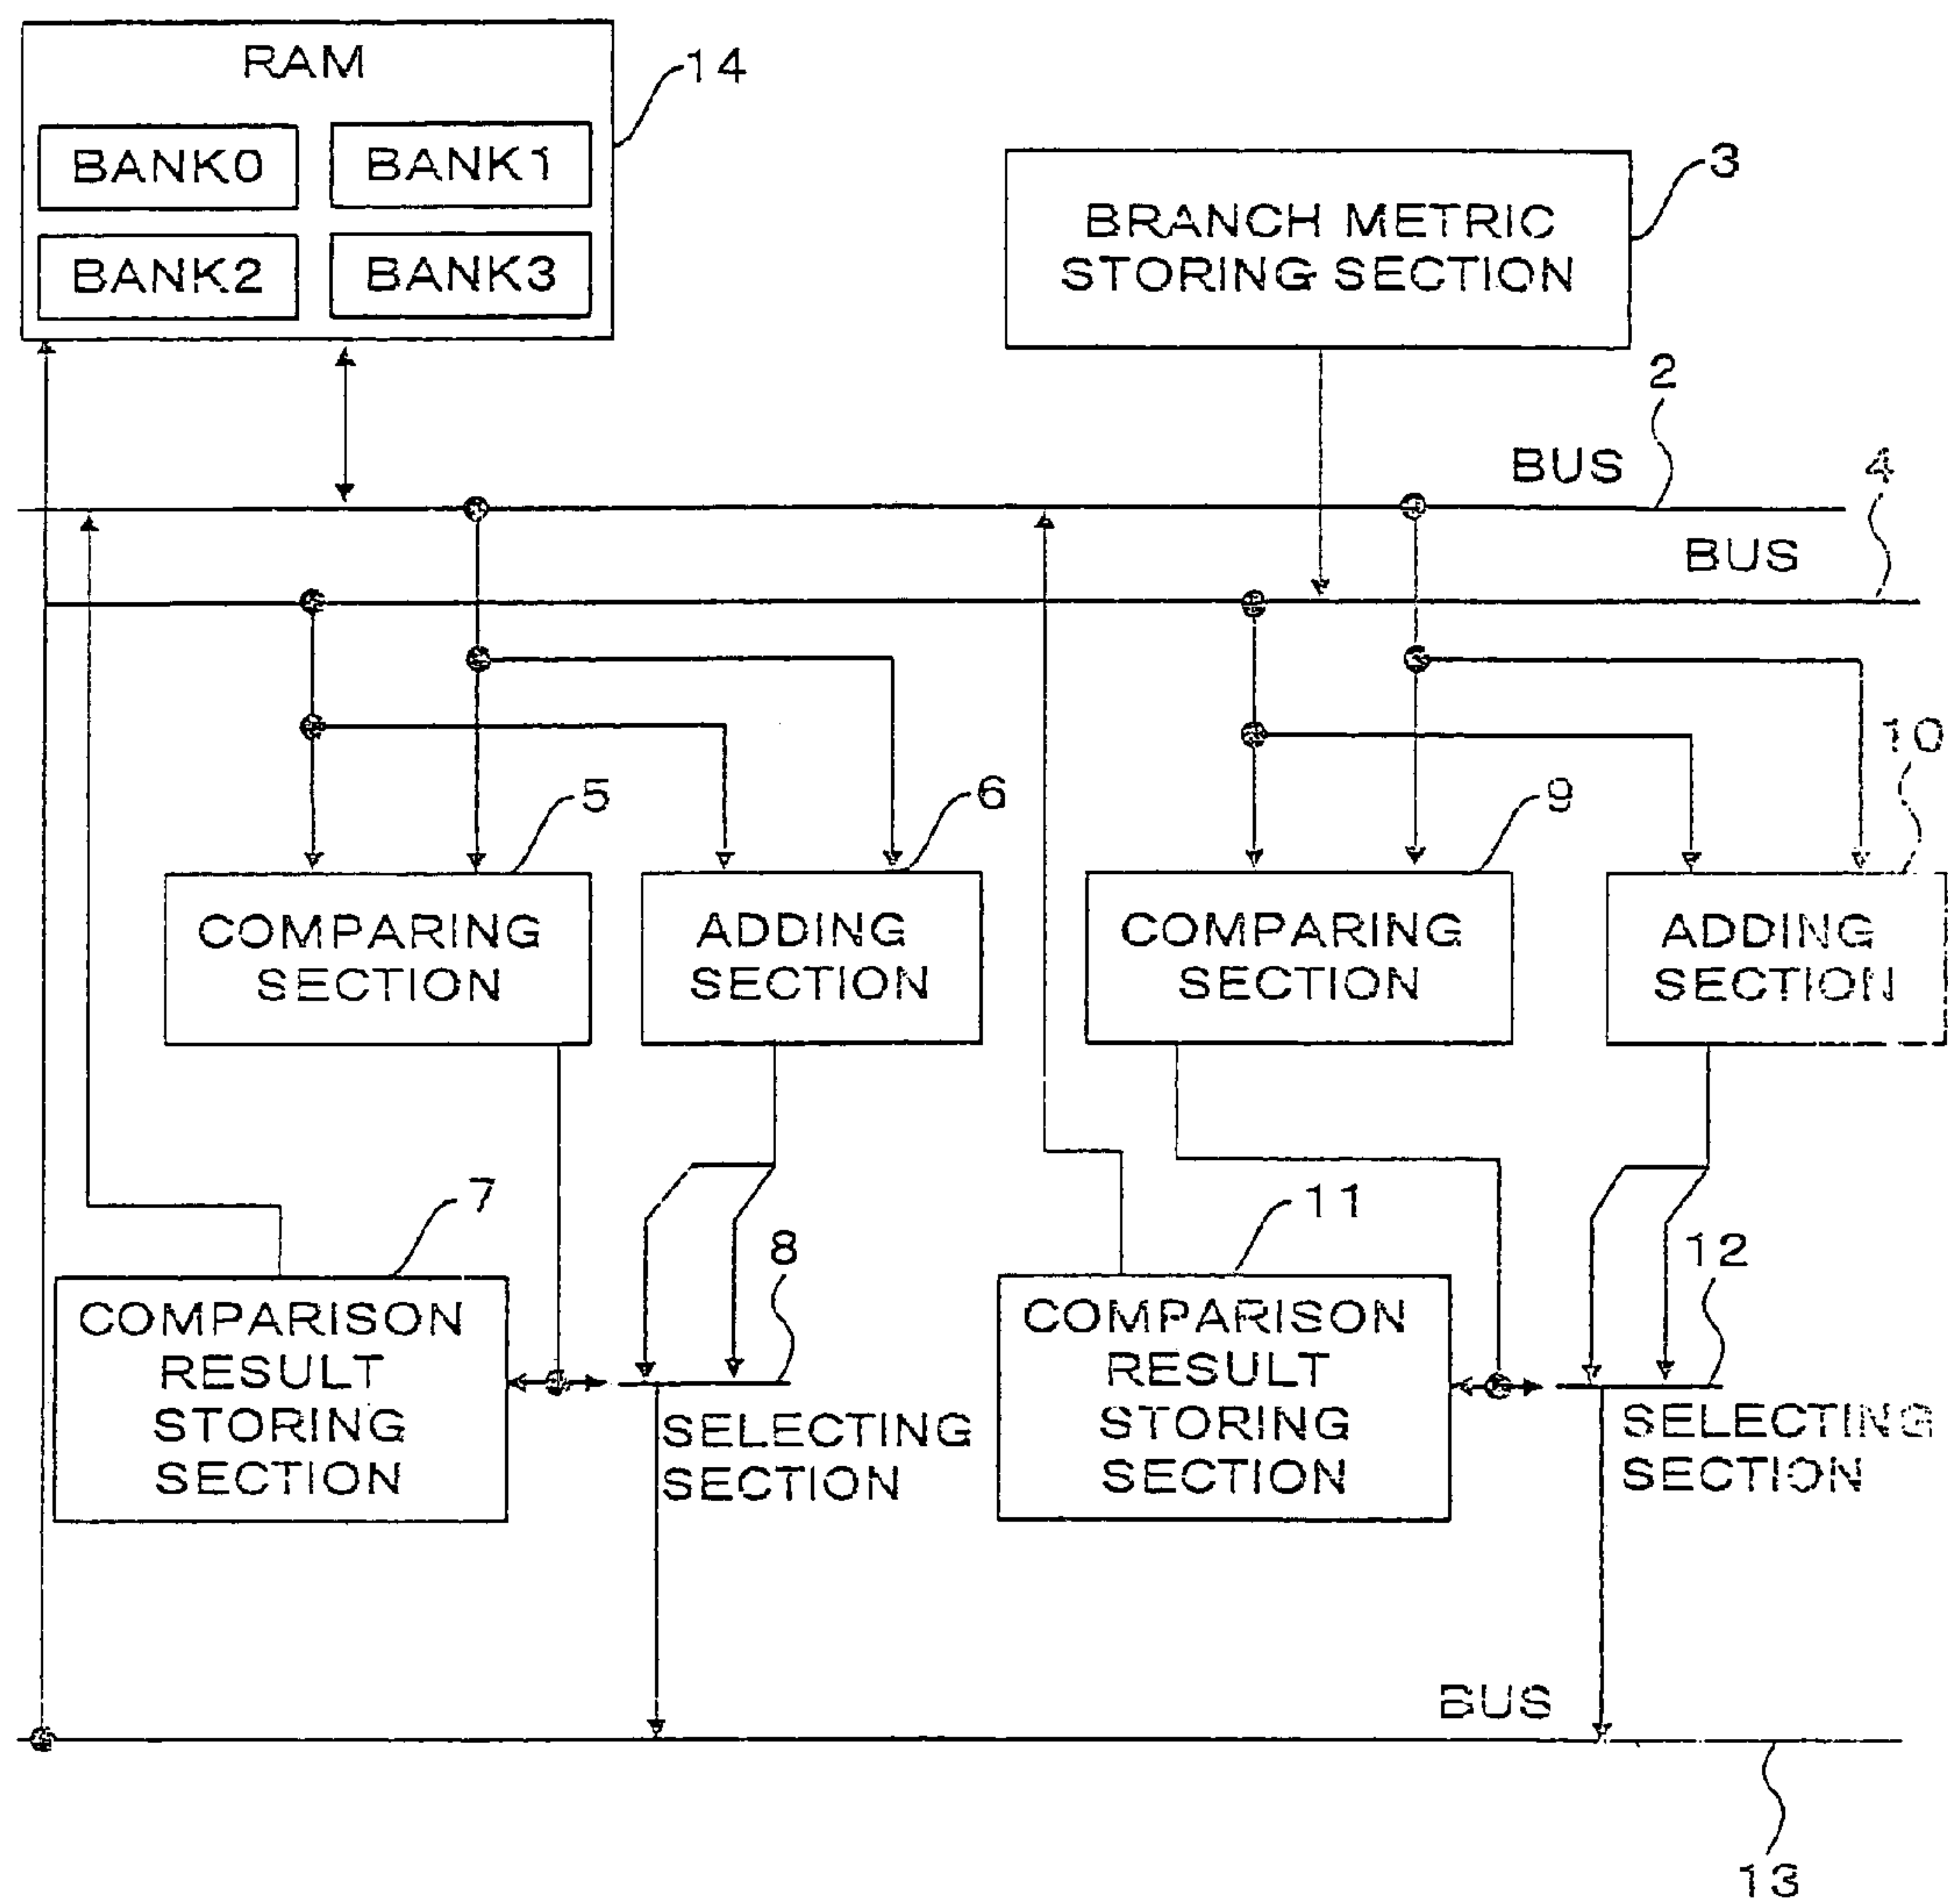 RAM
14
BANK0
BANK1
BANK2
BANK3
BRANCH METRIC
STORING SECTION
3
2
BUS
4
BUS
5
6
9
10
COMPARING
SECTION
ADDING
SECTION
COMPARING
SECTION
ADDING
SECTION
7
8
11
12
COMPARISON
RESULT
STORING
SECTION
SELECTING
SECTION
COMPARISON
RESULT
STORING
SECTION
SELECTING
SECTION
BUS
13